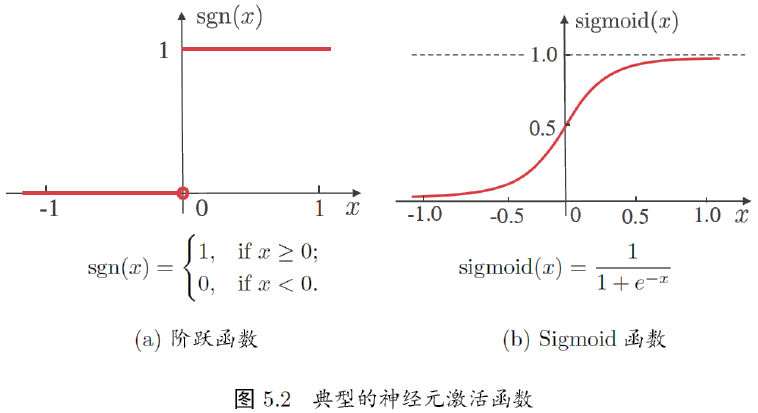 sgn(x)
1
-1 0 1 x
sgn(x) = { 1, if x ≥ 0;
0, if x < 0.
(a) 阶跃函数
sigmoid(x)
1.0
0.5
-1.0 -0.5 0 0.5 1.0 x
sigmoid(x) = 1 / (1 + e^{-x})
(b) Sigmoid 函数
图 5.2 典型的神经元激活函数